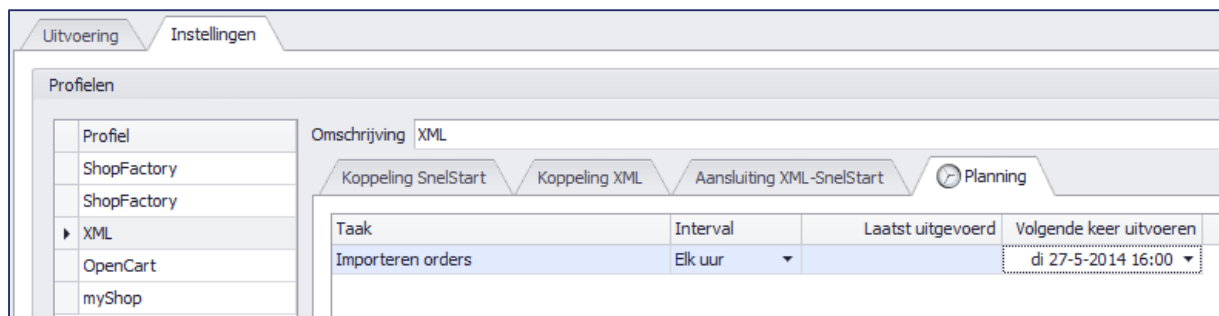 Uitvoering Instellingen
Profielen
Profiel
ShopFactory
ShopFactory
XML
OpenCart
myShop
Omschrijving XML
Koppeling SnelStart Koppeling XML Aansluiting XML-SnelStart Planning
Taak Interval Laatst uitgevoerd Volgende keer uitvoeren
Importeren orders Elk uur di 27-5-2014 16:00